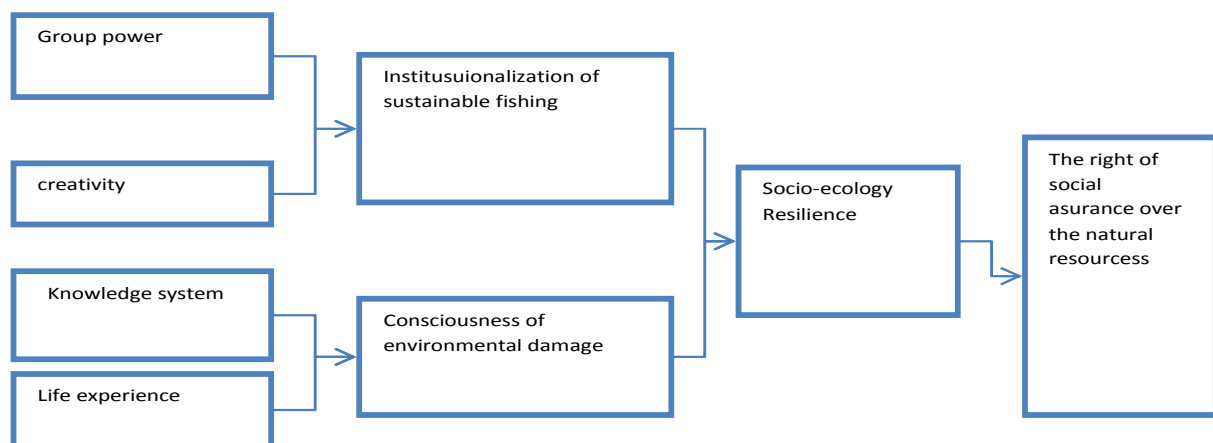 Group power
creativity
Knowledge system
Life experience
Institusuionalization of
sustainable fishing
Consciousness of
environmental damage
Socio-ecology
Resilience
The right of
social
asurance over
the natural
resourcess